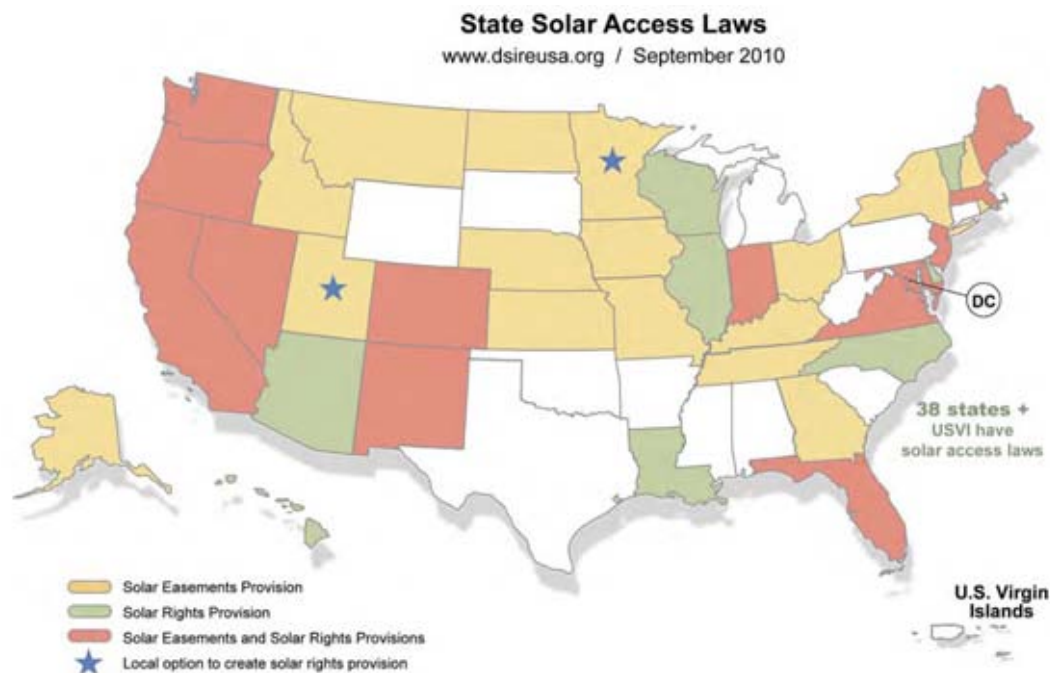 State Solar Access Laws
www.dsireusa.org / September 2010
DC
38 states +
USVI have
solar access laws
Solar Easements Provision
Solar Rights Provision
Solar Easements and Solar Rights Provisions
Local option to create solar rights provision
U.S. Virgin
Islands